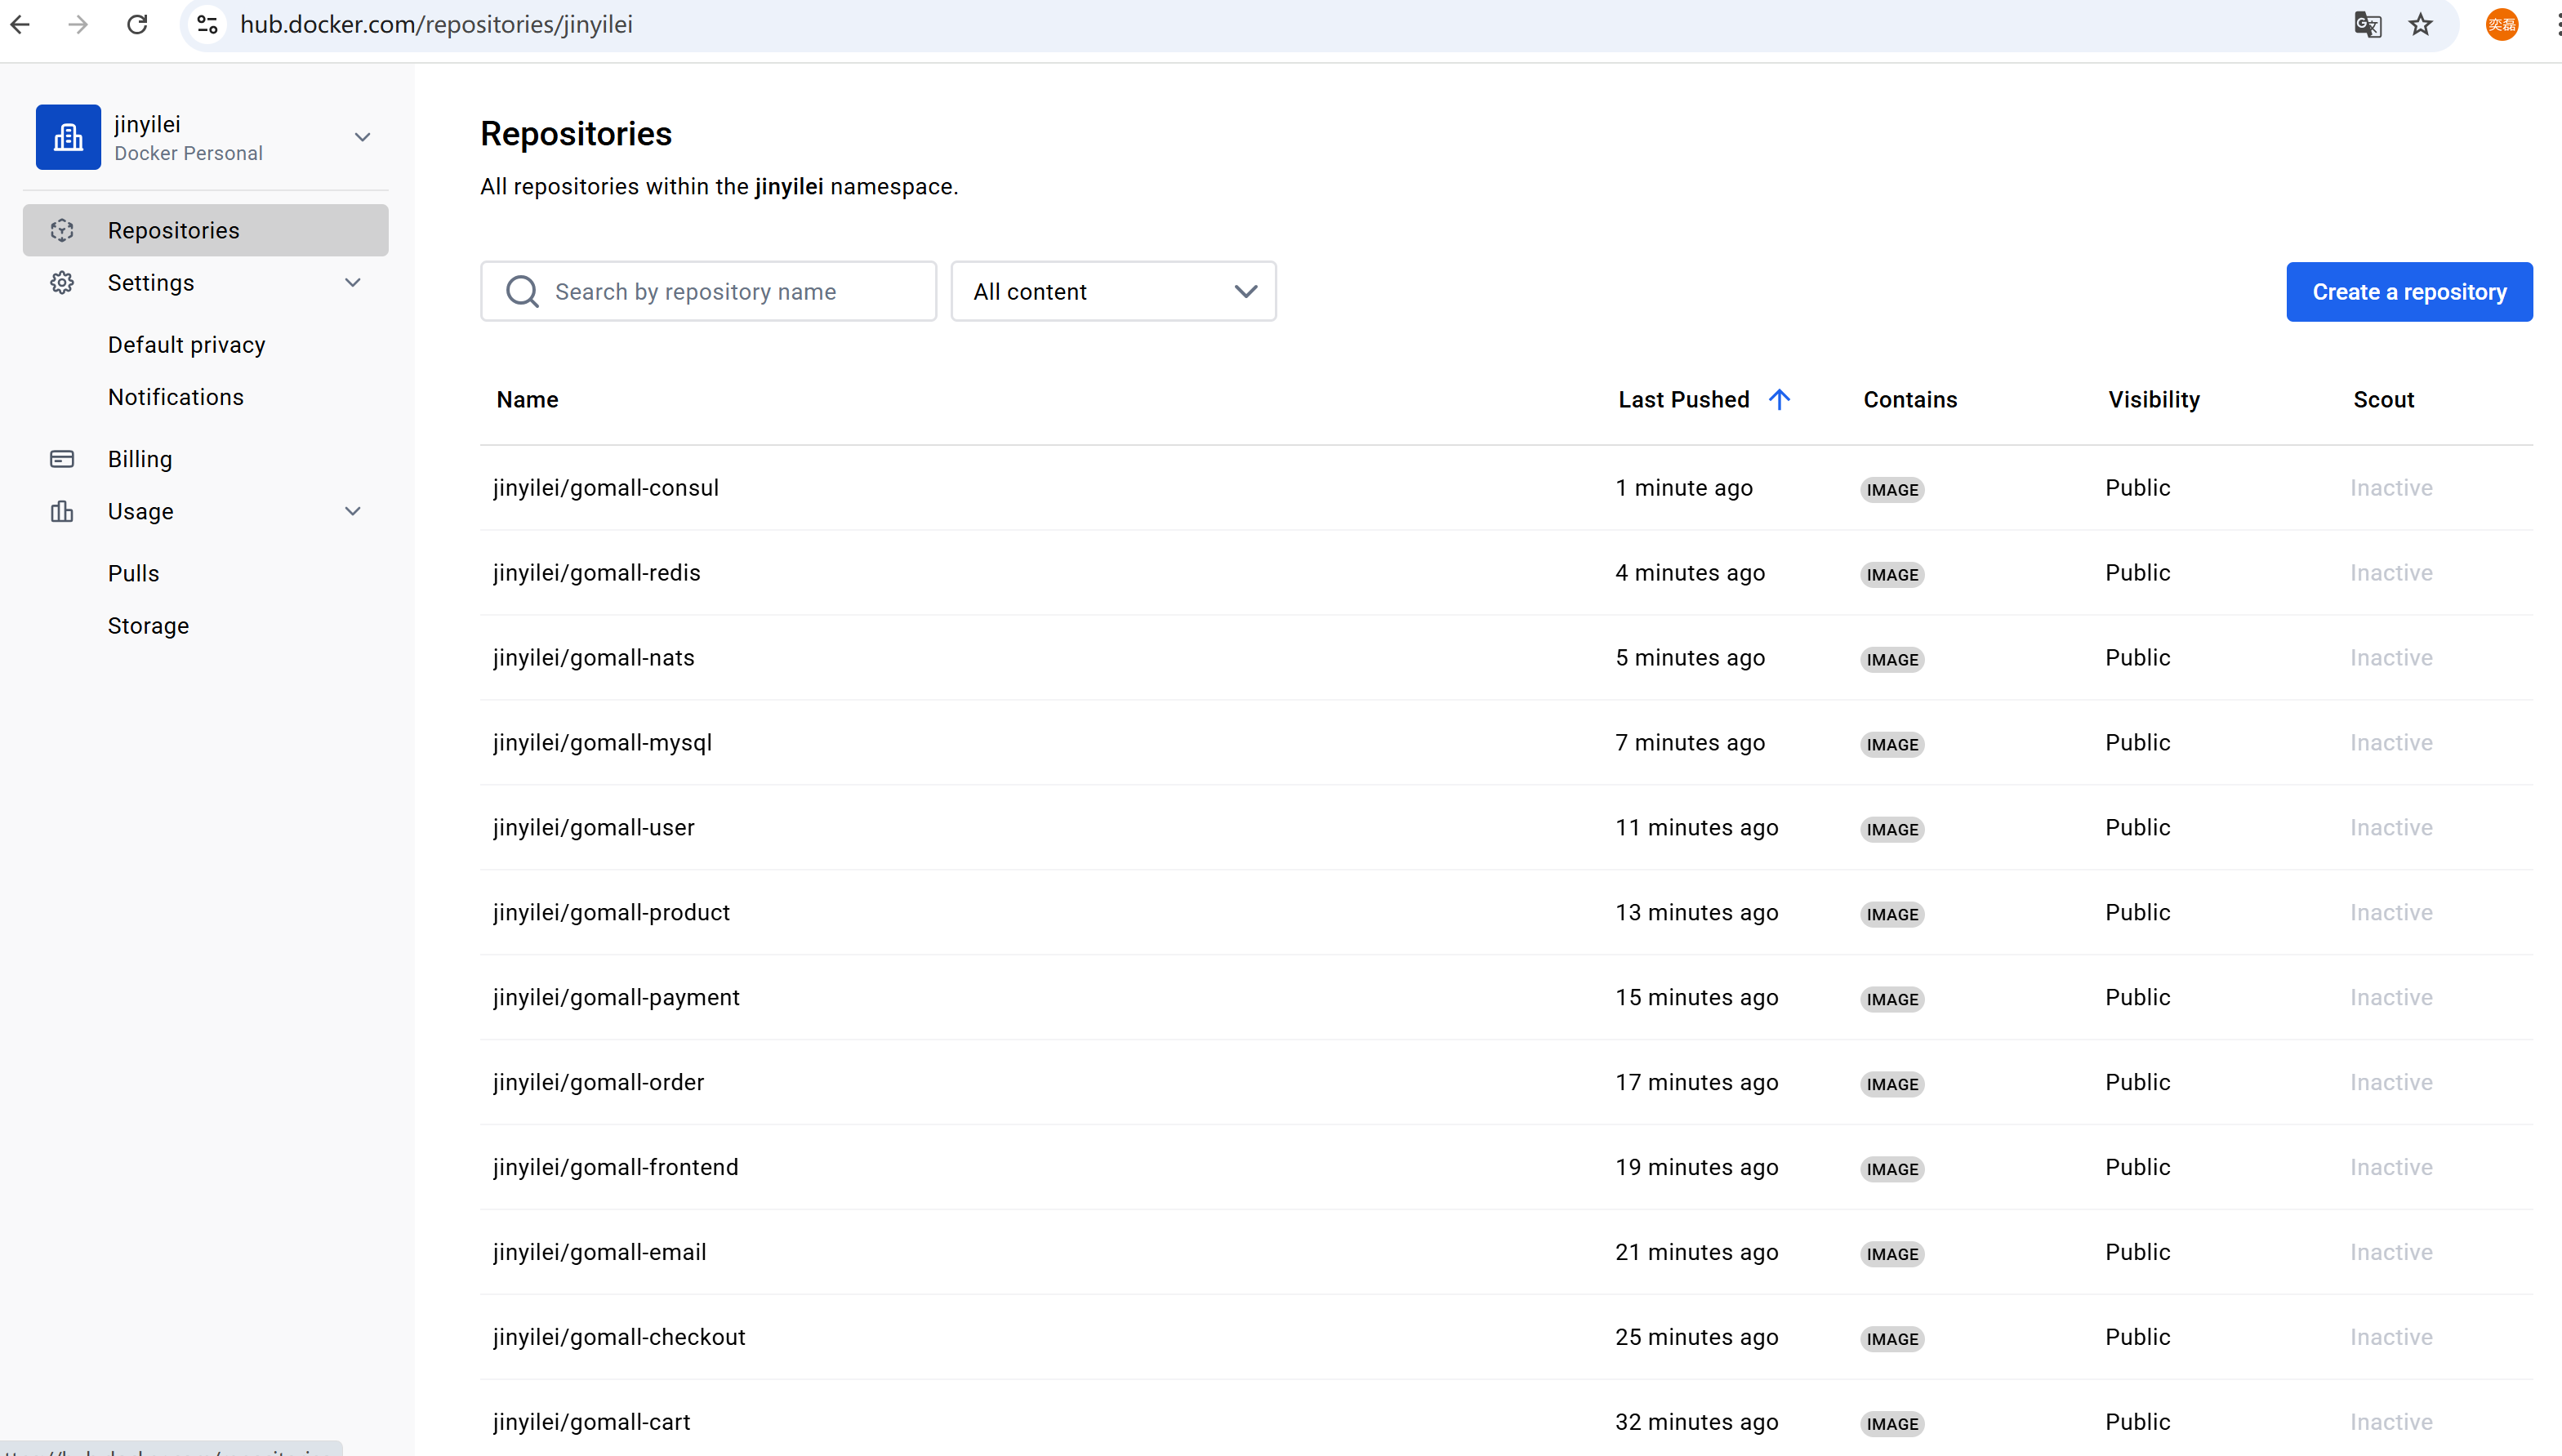 hub.docker.com/repositories/jinyilei
奕磊
jinyilei
Docker Personal
Repositories
Settings
Default privacy
Notifications
Billing
Usage
Pulls
Storage
Repositories
All repositories within the jinyilei namespace.
Search by repository name
All content
Create a repository
Name Last Pushed Contains Visibility Scout
jinyilei/gomall-consul 1 minute ago IMAGE Public Inactive
jinyilei/gomall-redis 4 minutes ago IMAGE Public Inactive
jinyilei/gomall-nats 5 minutes ago IMAGE Public Inactive
jinyilei/gomall-mysql 7 minutes ago IMAGE Public Inactive
jinyilei/gomall-user 11 minutes ago IMAGE Public Inactive
jinyilei/gomall-product 13 minutes ago IMAGE Public Inactive
jinyilei/gomall-payment 15 minutes ago IMAGE Public Inactive
jinyilei/gomall-order 17 minutes ago IMAGE Public Inactive
jinyilei/gomall-frontend 19 minutes ago IMAGE Public Inactive
jinyilei/gomall-email 21 minutes ago IMAGE Public Inactive
jinyilei/gomall-checkout 25 minutes ago IMAGE Public Inactive
jinyilei/gomall-cart 32 minutes ago IMAGE Public Inactive